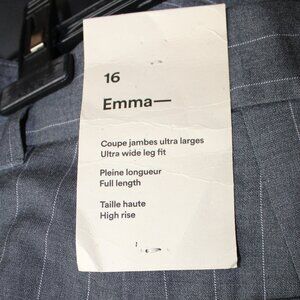 16
Emma—
Coupe jambes ultra larges
Ultra wide leg fit
Pleine longueur
Full length
Taille haute
High rise